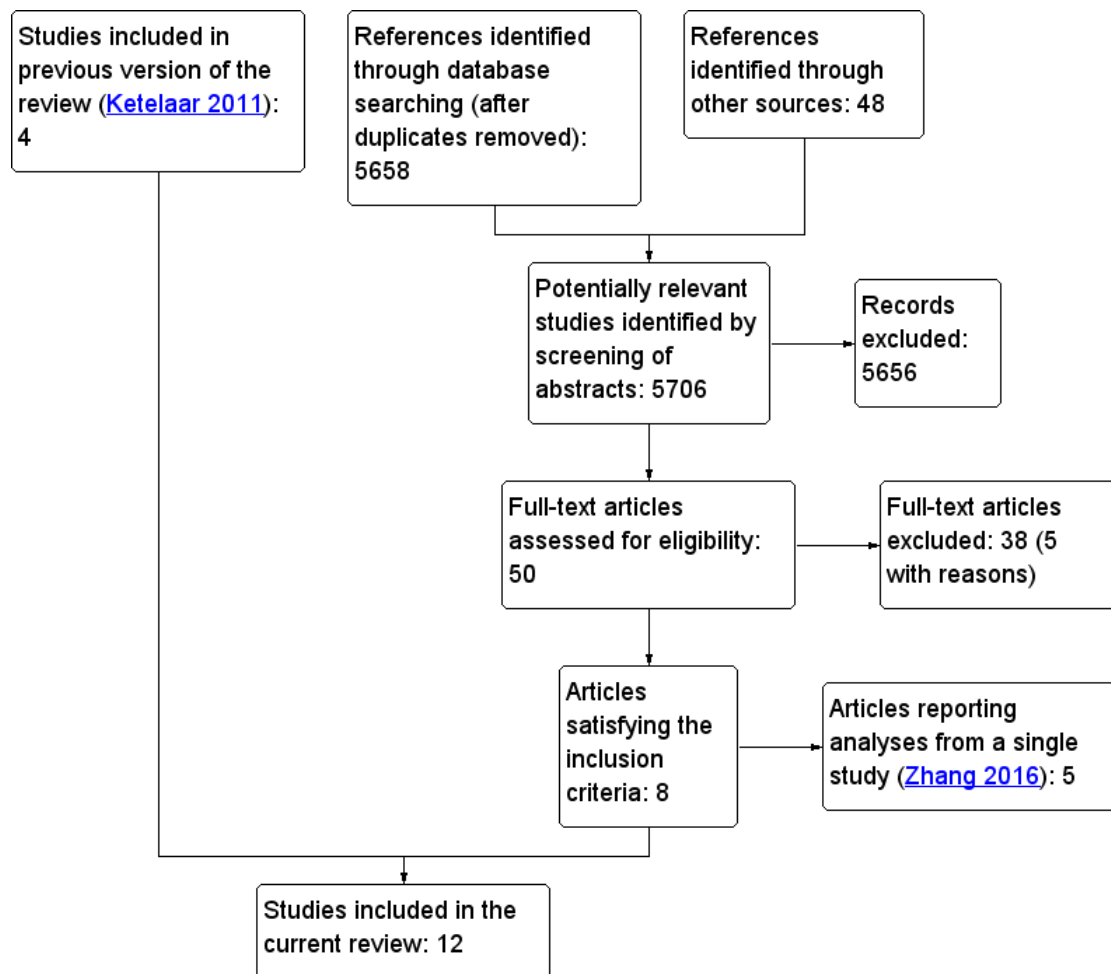 Studies included in
previous version of the
review (Ketelaar 2011):
4
References identified
through database
searching (after
duplicates removed):
5658
References
identified through
other sources: 48
Potentially relevant
studies identified by
screening of
abstracts: 5706
Records
excluded:
5656
Full-text articles
assessed for eligibility:
50
Full-text articles
excluded: 38 (5
with reasons)
Articles
satisfying the
inclusion
criteria: 8
Articles reporting
analyses from a single
study (Zhang 2016): 5
Studies included in the
current review: 12